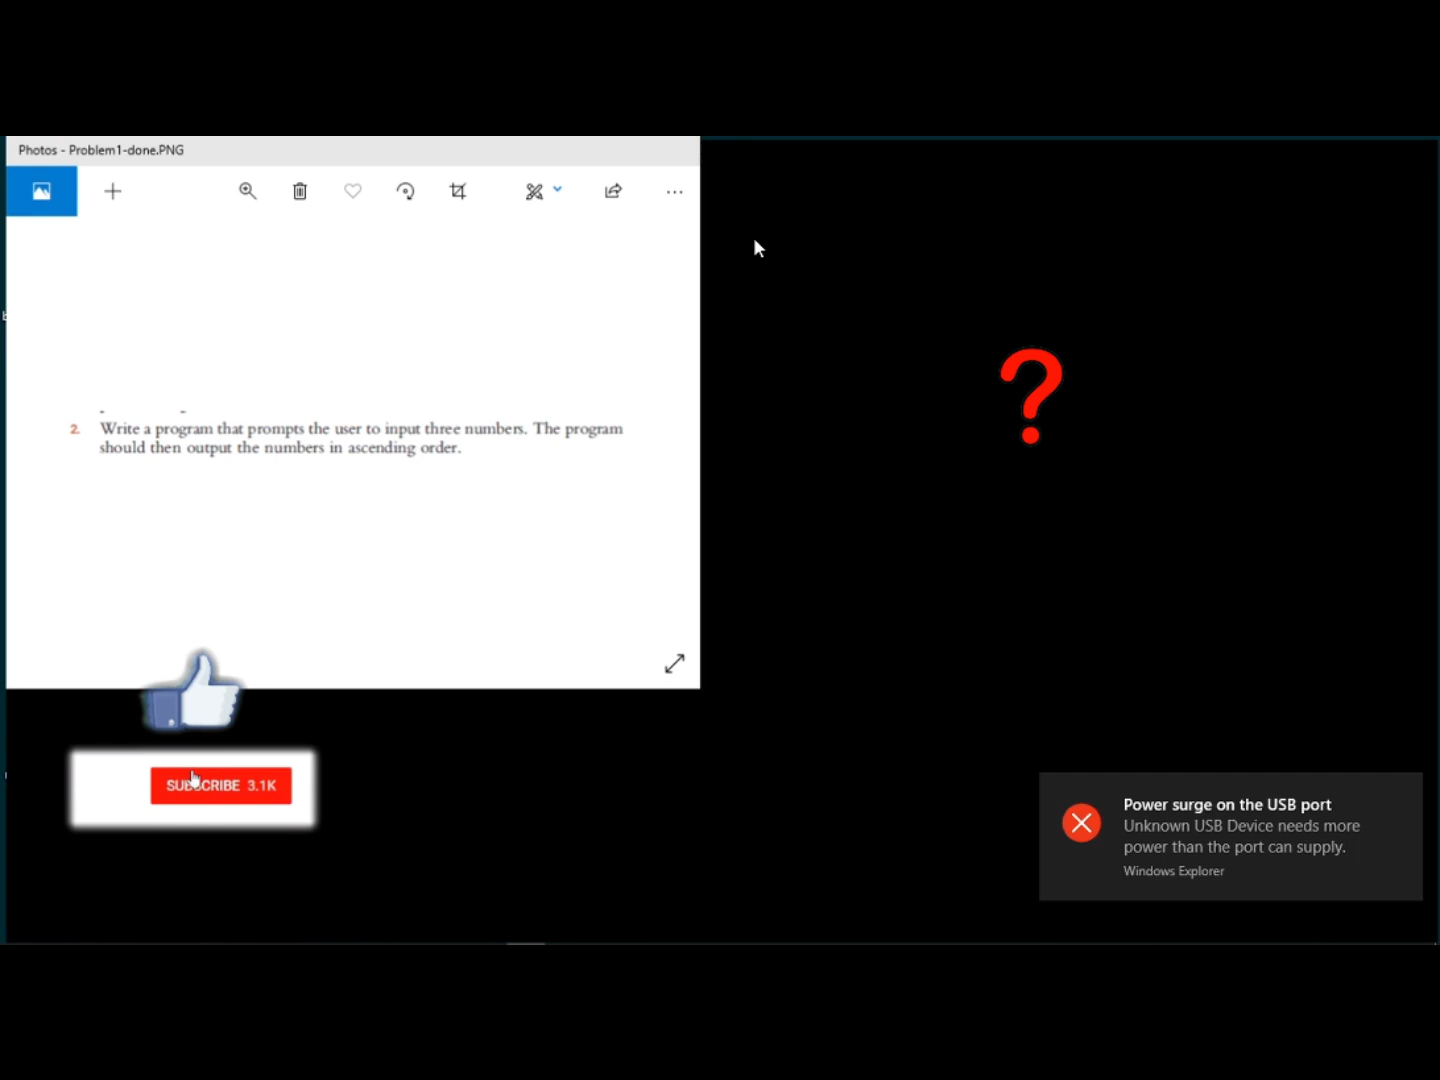 Photos - Problem1-done.PNG
2. Write a program that prompts the user to input three numbers. The program
should then output the numbers in ascending order.
?
SUBSCRIBE 3.1K
Power surge on the USB port
Unknown USB Device needs more
power than the port can supply.
Windows Explorer